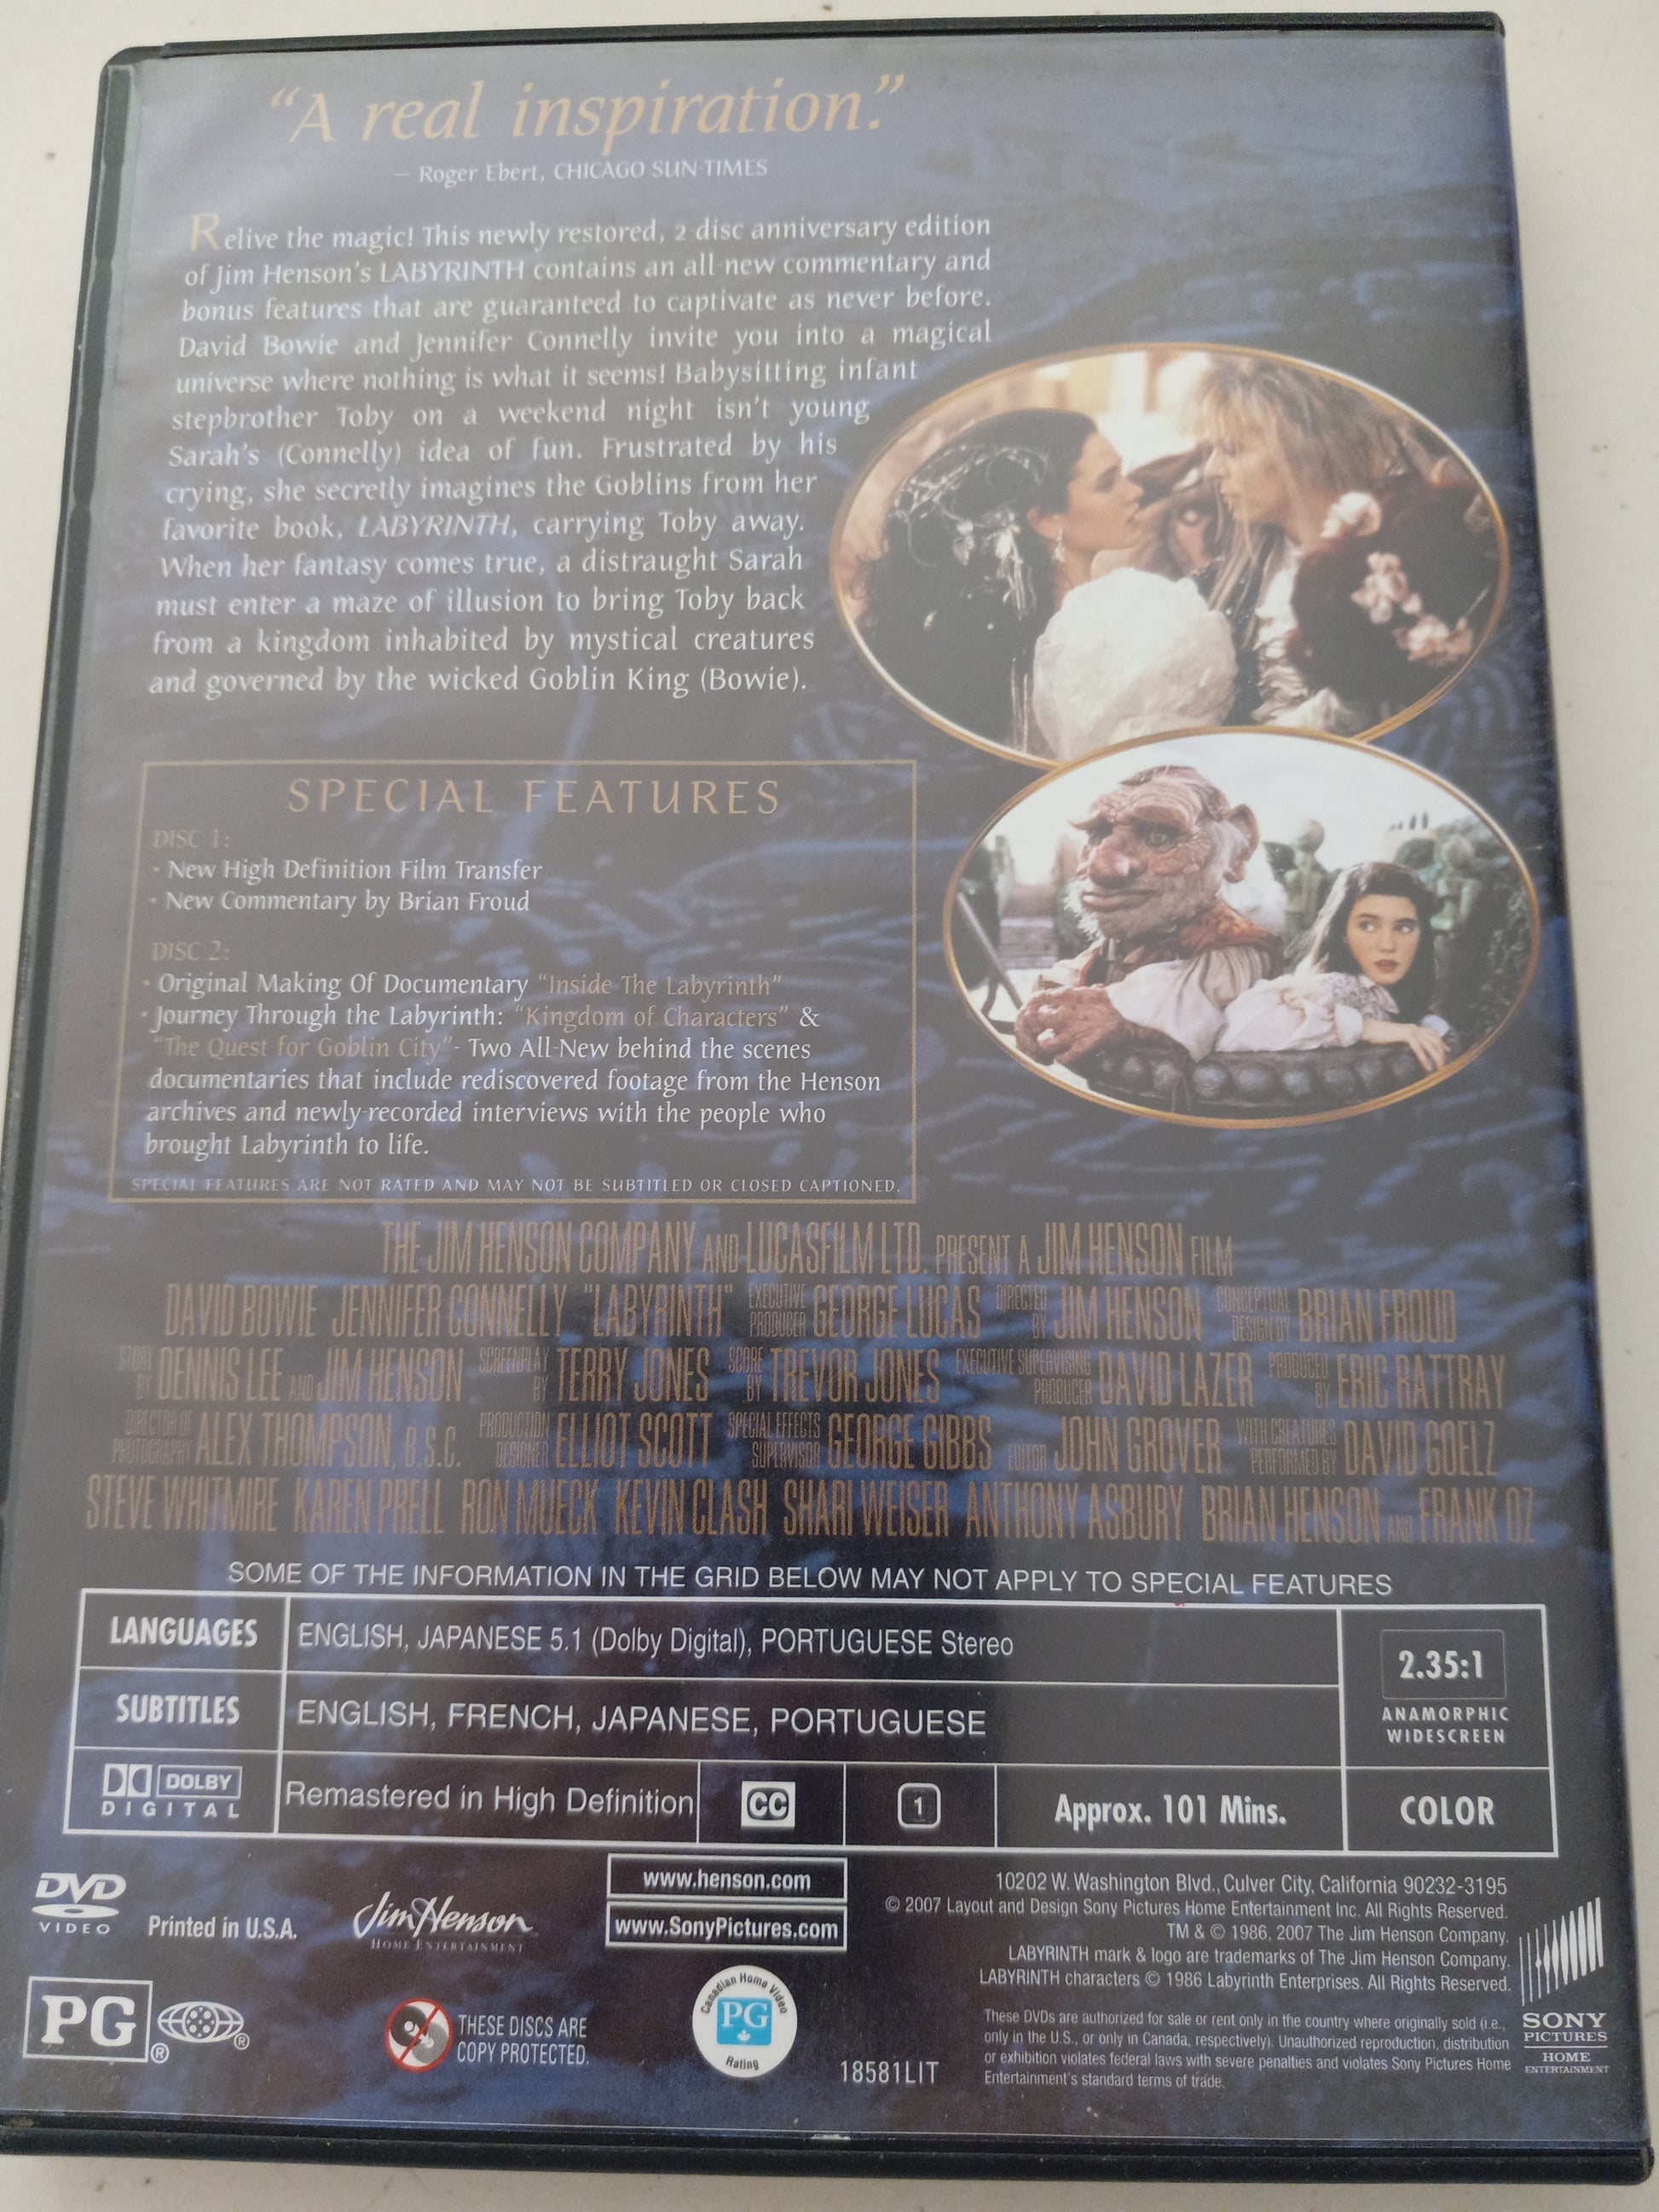 “A real inspiration.”
— Roger Ebert, CHICAGO SUN-TIMES
Relive the magic! This newly restored, 2-disc anniversary edition
of Jim Henson's LABYRINTH contains an all-new commentary and
bonus features that are guaranteed to captivate as never before.
David Bowie and Jennifer Connelly invite you into a magical
universe where nothing is what it seems! Babysitting infant
stepbrother Toby on a weekend night isn't young
Sarah's (Connelly) idea of fun. Frustrated by his
crying, she secretly imagines the Goblins from her
favorite book, LABYRINTH, carrying Toby away.
When her fantasy comes true, a distraught Sarah
must enter a maze of illusion to bring Toby back
from a kingdom inhabited by mystical creatures
and governed by the wicked Goblin King (Bowie).
SPECIAL FEATURES
DISC 1:
· New High Definition Film Transfer
· New Commentary by Brian Froud
DISC 2:
· Original Making Of Documentary “Inside The Labyrinth”
· Journey Through the Labyrinth: “Kingdom of Characters” &
“The Quest for Goblin City”- Two All-New behind the scenes
documentaries that include rediscovered footage from the Henson
archives and newly-recorded interviews with the people who
brought Labyrinth to life.
SPECIAL FEATURES ARE NOT RATED AND MAY NOT BE SUBTITLED OR CLOSED CAPTIONED.
THE JIM HENSON COMPANY AND LUCASFILM LTD. PRESENT A JIM HENSON FILM
DAVID BOWIE JENNIFER CONNELLY "LABYRINTH" EXECUTIVE PRODUCER GEORGE LUCAS DIRECTED BY JIM HENSON CONCEPTUAL DESIGN BY BRIAN FROUD
STORY BY DENNIS LEE AND JIM HENSON SCREENPLAY BY TERRY JONES SCORE BY TREVOR JONES EXECUTIVE SUPERVISING PRODUCER DAVID LAZER PRODUCED BY ERIC RATTRAY
DIRECTOR OF PHOTOGRAPHY ALEX THOMPSON, B.S.C. PRODUCTION DESIGNER ELLIOT SCOTT SPECIAL EFFECTS SUPERVISOR GEORGE GIBBS EDITOR JOHN GROVER WITH CREATURES PERFORMED BY DAVID GOELZ
STEVE WHITMIRE KAREN PRELL RON MUECK KEVIN CLASH SHARI WEISER ANTHONY ASBURY BRIAN HENSON AND FRANK OZ
SOME OF THE INFORMATION IN THE GRID BELOW MAY NOT APPLY TO SPECIAL FEATURES
LANGUAGES ENGLISH, JAPANESE 5.1 (Dolby Digital), PORTUGUESE Stereo
2.35:1
ANAMORPHIC
WIDESCREEN
SUBTITLES ENGLISH, FRENCH, JAPANESE, PORTUGUESE
DOLBY
DIGITAL
Remastered in High Definition CC 1 Approx. 101 Mins. COLOR
DVD
VIDEO
Printed in U.S.A.
Jim Henson
HOME ENTERTAINMENT
www.henson.com
www.SonyPictures.com
10202 W. Washington Blvd., Culver City, California 90232-3195
© 2007 Layout and Design Sony Pictures Home Entertainment Inc. All Rights Reserved.
TM & © 1986, 2007 The Jim Henson Company.
LABYRINTH mark & logo are trademarks of The Jim Henson Company.
LABYRINTH characters © 1986 Labyrinth Enterprises. All Rights Reserved.
PG ® ®
THESE DISCS ARE
COPY PROTECTED.
Canadian Home Video
PG
Rating
18581LIT
These DVDs are authorized for sale or rent only in the country where originally sold (i.e.,
only in the U.S., or only in Canada, respectively). Unauthorized reproduction, distribution
or exhibition violates federal laws with severe penalties and violates Sony Pictures Home
Entertainment's standard terms of trade.
SONY
PICTURES
HOME
ENTERTAINMENT